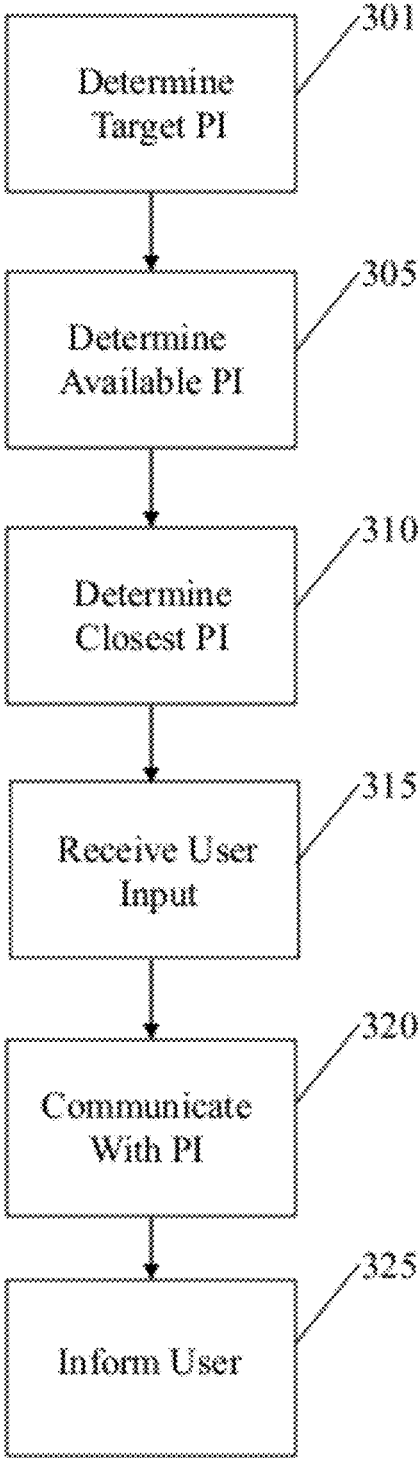 301
Determine
Target PI
305
Determine
Available PI
310
Determine
Closest PI
315
Receive User
Input
320
Communicate
With PI
325
Inform User